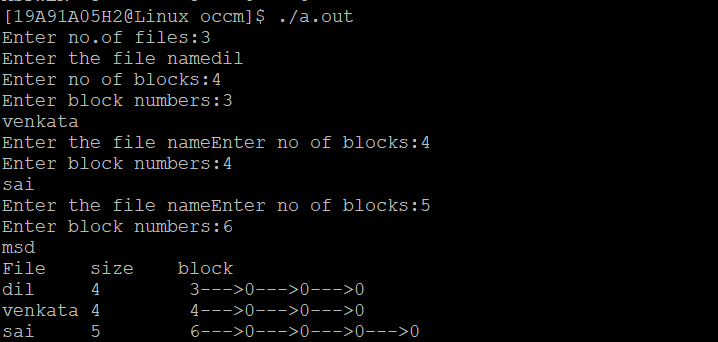 [19A91A05H2@Linux occm]$ ./a.out
Enter no.of files:3
Enter the file namedil
Enter no of blocks:4
Enter block numbers:3
venkata
Enter the file nameEnter no of blocks:4
Enter block numbers:4
sai
Enter the file nameEnter no of blocks:5
Enter block numbers:6
msd
File    size    block
dil     4        3--->0--->0--->0
venkata 4        4--->0--->0--->0
sai     5        6--->0--->0--->0--->0